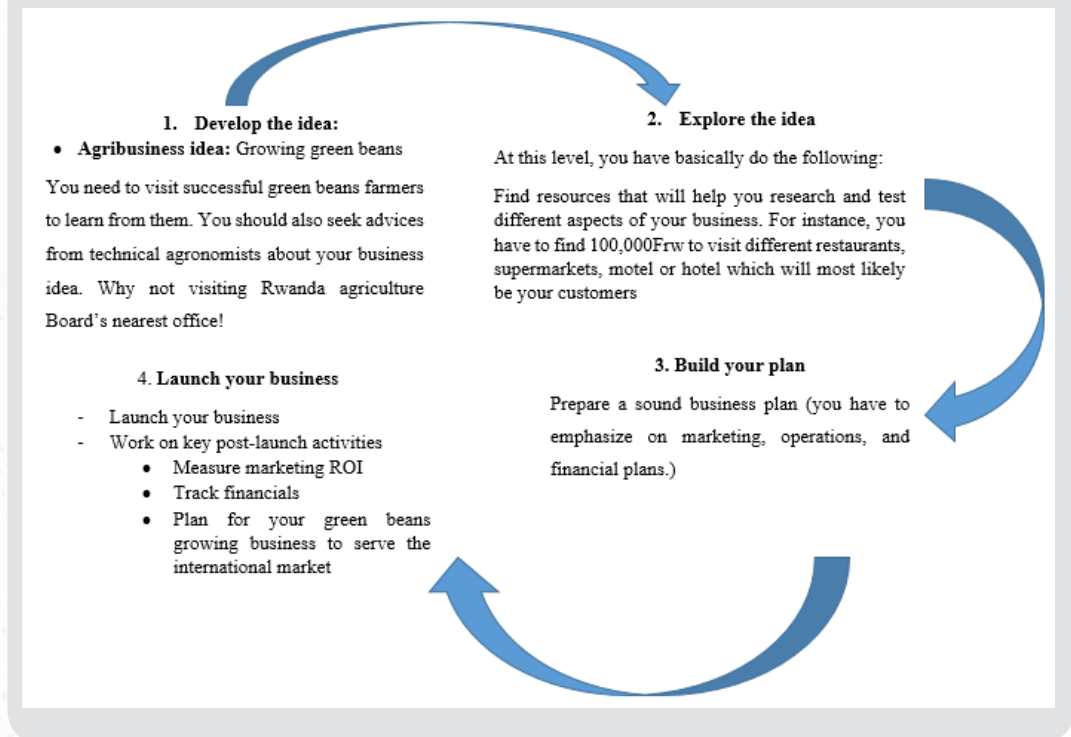 1. Develop the idea:
• Agribusiness idea: Growing green beans
You need to visit successful green beans farmers
to learn from them. You should also seek advices
from technical agronomists about your business
idea. Why not visiting Rwanda agriculture
Board's nearest office!
2. Explore the idea
At this level, you have basically do the following:
Find resources that will help you research and test
different aspects of your business. For instance, you
have to find 100,000Frw to visit different restaurants,
supermarkets, motel or hotel which will most likely
be your customers
3. Build your plan
Prepare a sound business plan (you have to
emphasize on marketing, operations, and
financial plans.)
4. Launch your business
- Launch your business
- Work on key post-launch activities
• Measure marketing ROI
• Track financials
• Plan for your green beans
growing business to serve the
international market